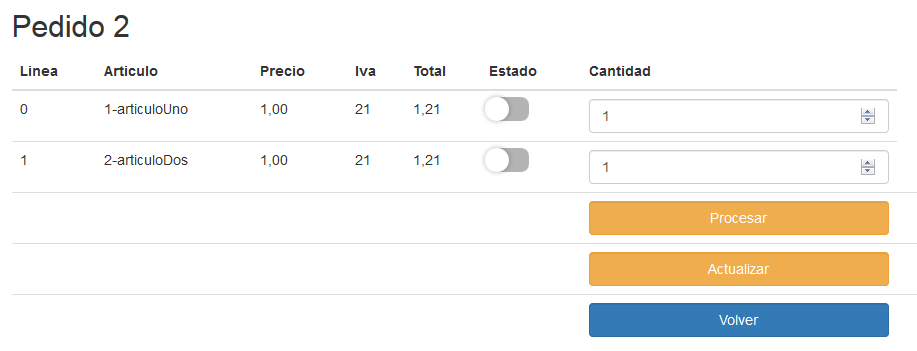 Pedido 2
Linea Articulo Precio Iva Total Estado Cantidad
0 1-articuloUno 1,00 21 1,21 1
1 2-articuloDos 1,00 21 1,21 1
Procesar
Actualizar
Volver